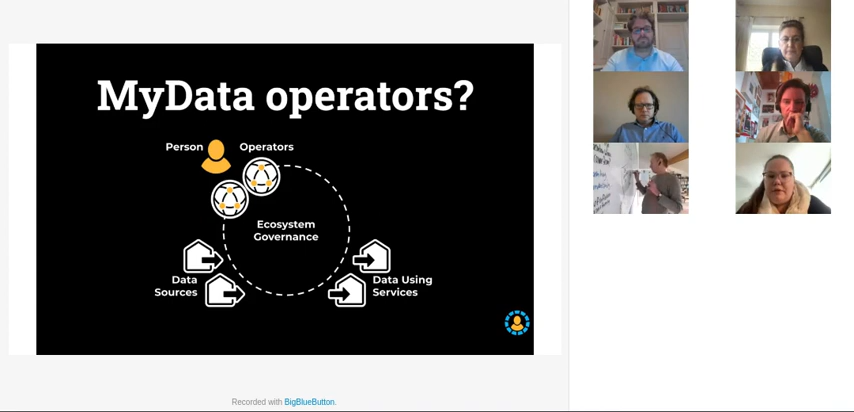 MyData operators?
Person
Operators
Ecosystem
Governance
Data
Sources
Data Using
Services
Recorded with BigBlueButton.